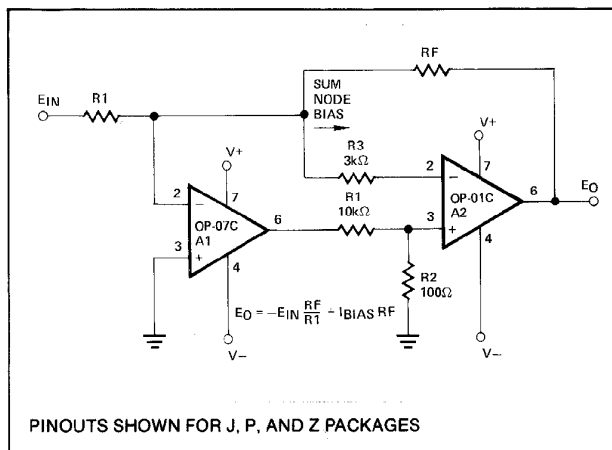 RF
EIN
R1
SUM
NODE
BIAS
V+
R3
3kΩ
V+
2
7
6
EO
OP-01C
A2
R1
10kΩ
2
7
6
3
4
OP-07C
A1
3
4
R2
100Ω
EO = -EIN RF/R1 - IBIAS RF
V-
V-
PINOUTS SHOWN FOR J, P, AND Z PACKAGES